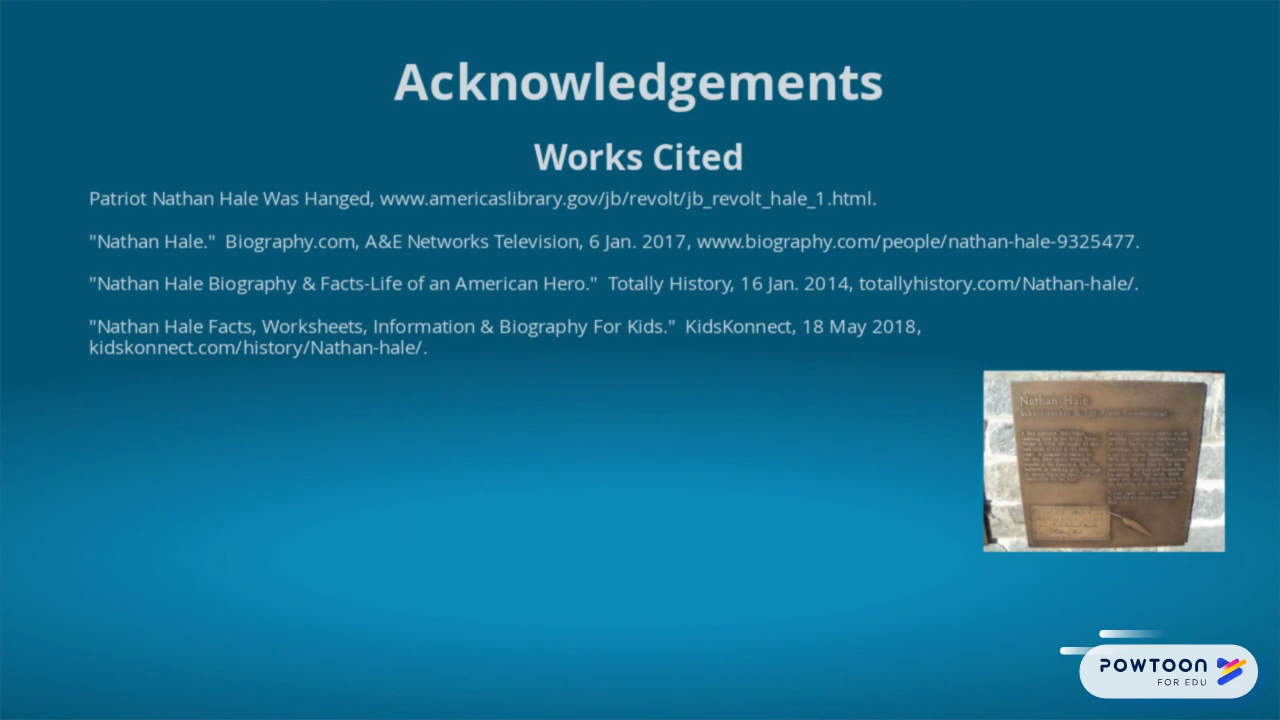 Acknowledgements
Works Cited
Patriot Nathan Hale Was Hanged, www.americaslibrary.gov/jb/revolt/jb_revolt_hale_1.html.
"Nathan Hale."  Biography.com, A&E Networks Television, 6 Jan. 2017, www.biography.com/people/nathan-hale-9325477.
"Nathan Hale Biography & Facts-Life of an American Hero."  Totally History, 16 Jan. 2014, totallyhistory.com/Nathan-hale/.
"Nathan Hale Facts, Worksheets, Information & Biography For Kids."  KidsKonnect, 18 May 2018,
kidskonnect.com/history/Nathan-hale/.
Nathan Hale
POWTOON
FOR EDU